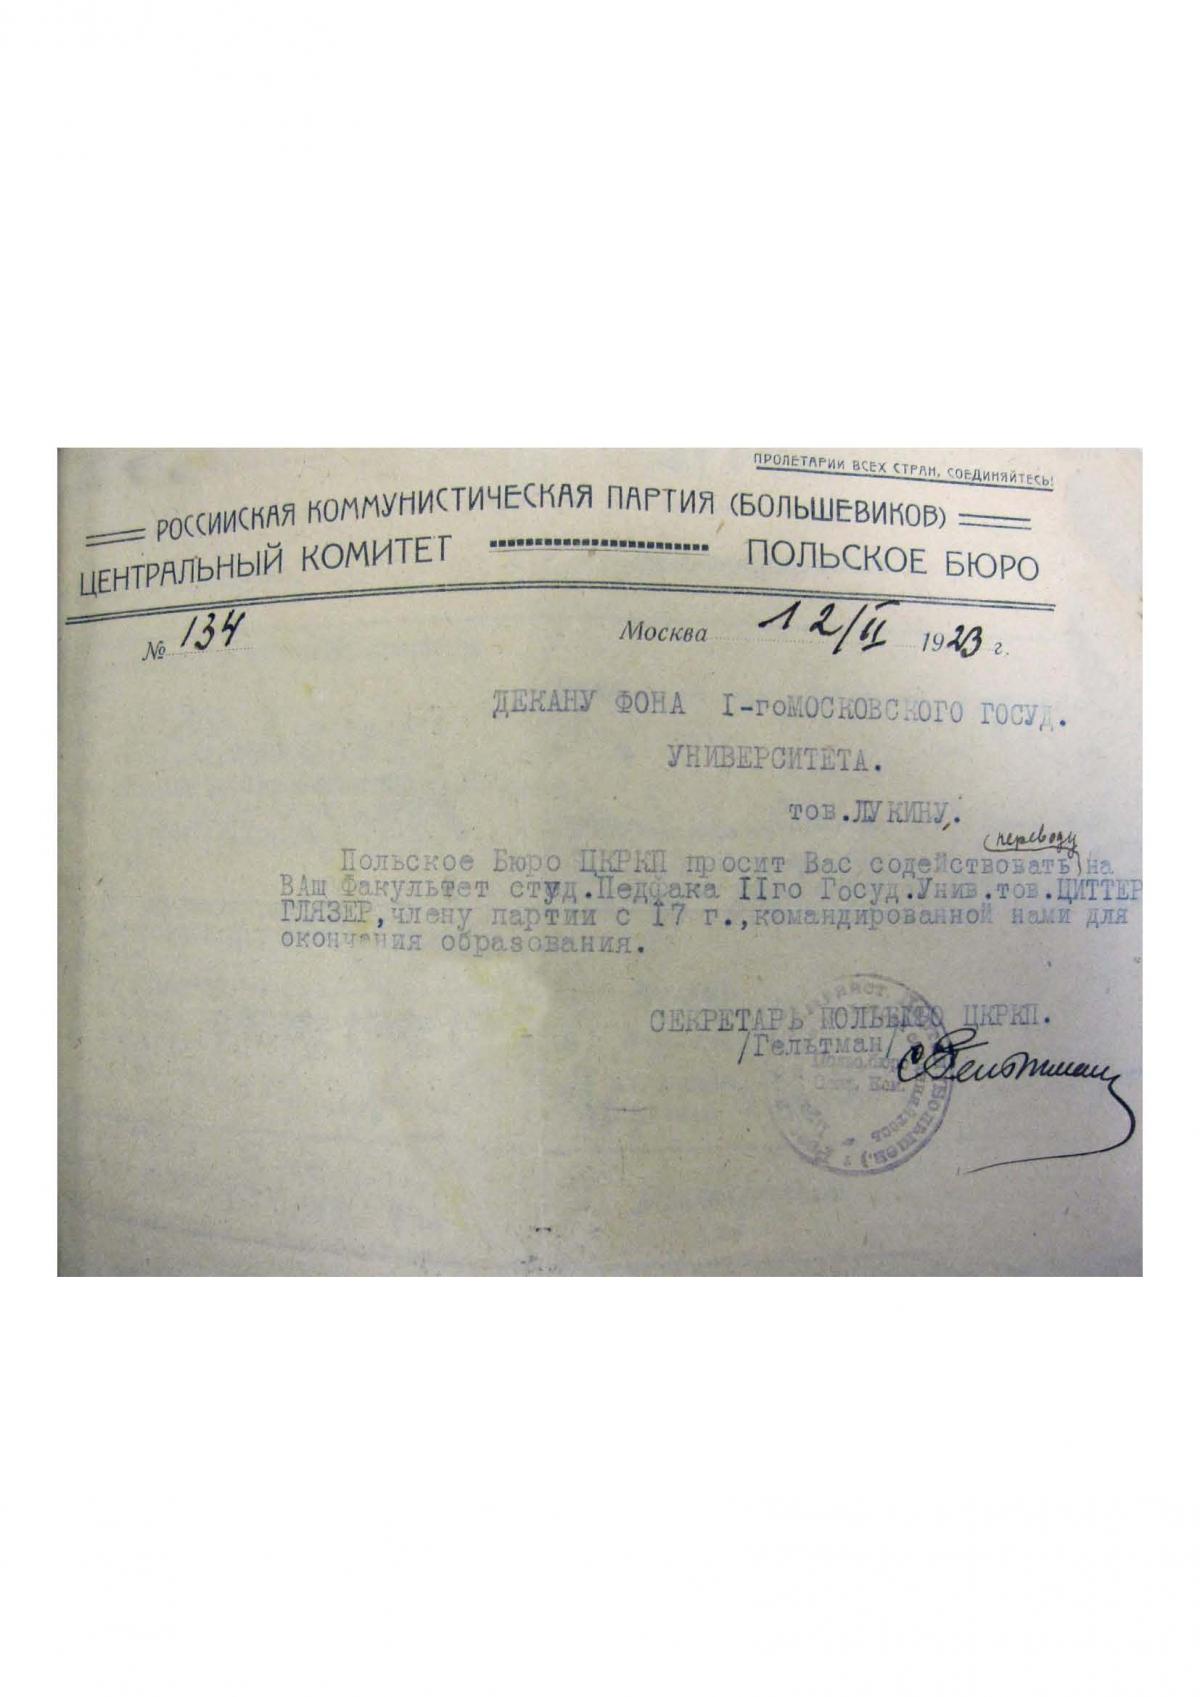 ПРОЛЕТАРИИ ВСЕХ СТРАН, СОЕДИНЯЙТЕСЬ!
РОССИЙСКАЯ КОММУНИСТИЧЕСКАЯ ПАРТИЯ (БОЛЬШЕВИКОВ)
ЦЕНТРАЛЬНЫЙ КОМИТЕТ ПОЛЬСКОЕ БЮРО
№ 134 Москва 12/II 1923 г.
ДЕКАНУ ФОНА I-гоМОСКОВСКОГО ГОСУД.
УНИВЕРСИТЕТА.
тов.ЛУКИНУ.
переводу
Польское Бюро ЦКРКП просит Вас содействовать на
ВАш Факультет студ.Педфака IIго Госуд.Унив.тов.ЦИТТЕР
ГЛЯЗЕР,члену партии с 17 г.,командированной нами для
окончания образования.
СЕКРЕТАРЬ ПОЛЬБЮРО ЦКРКП.
/Гельтман/ С Гельтман